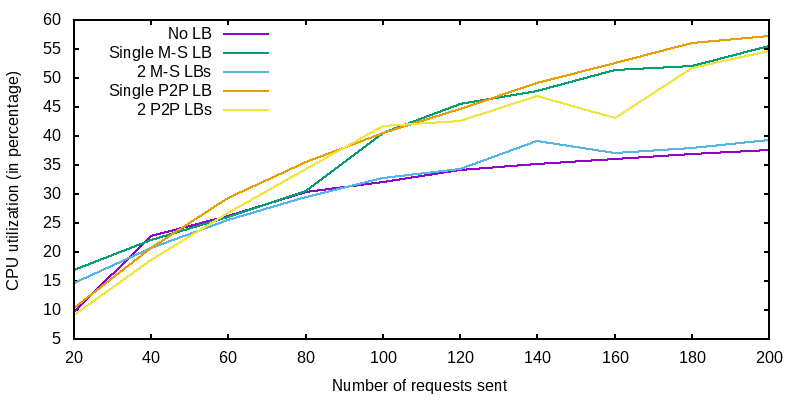 60
55
50
45
40
35
30
25
20
15
10
5
CPU utilization (in percentage)
No LB
Single M-S LB
2 M-S LBs
Single P2P LB
2 P2P LBs
20 40 60 80 100 120 140 160 180 200
Number of requests sent